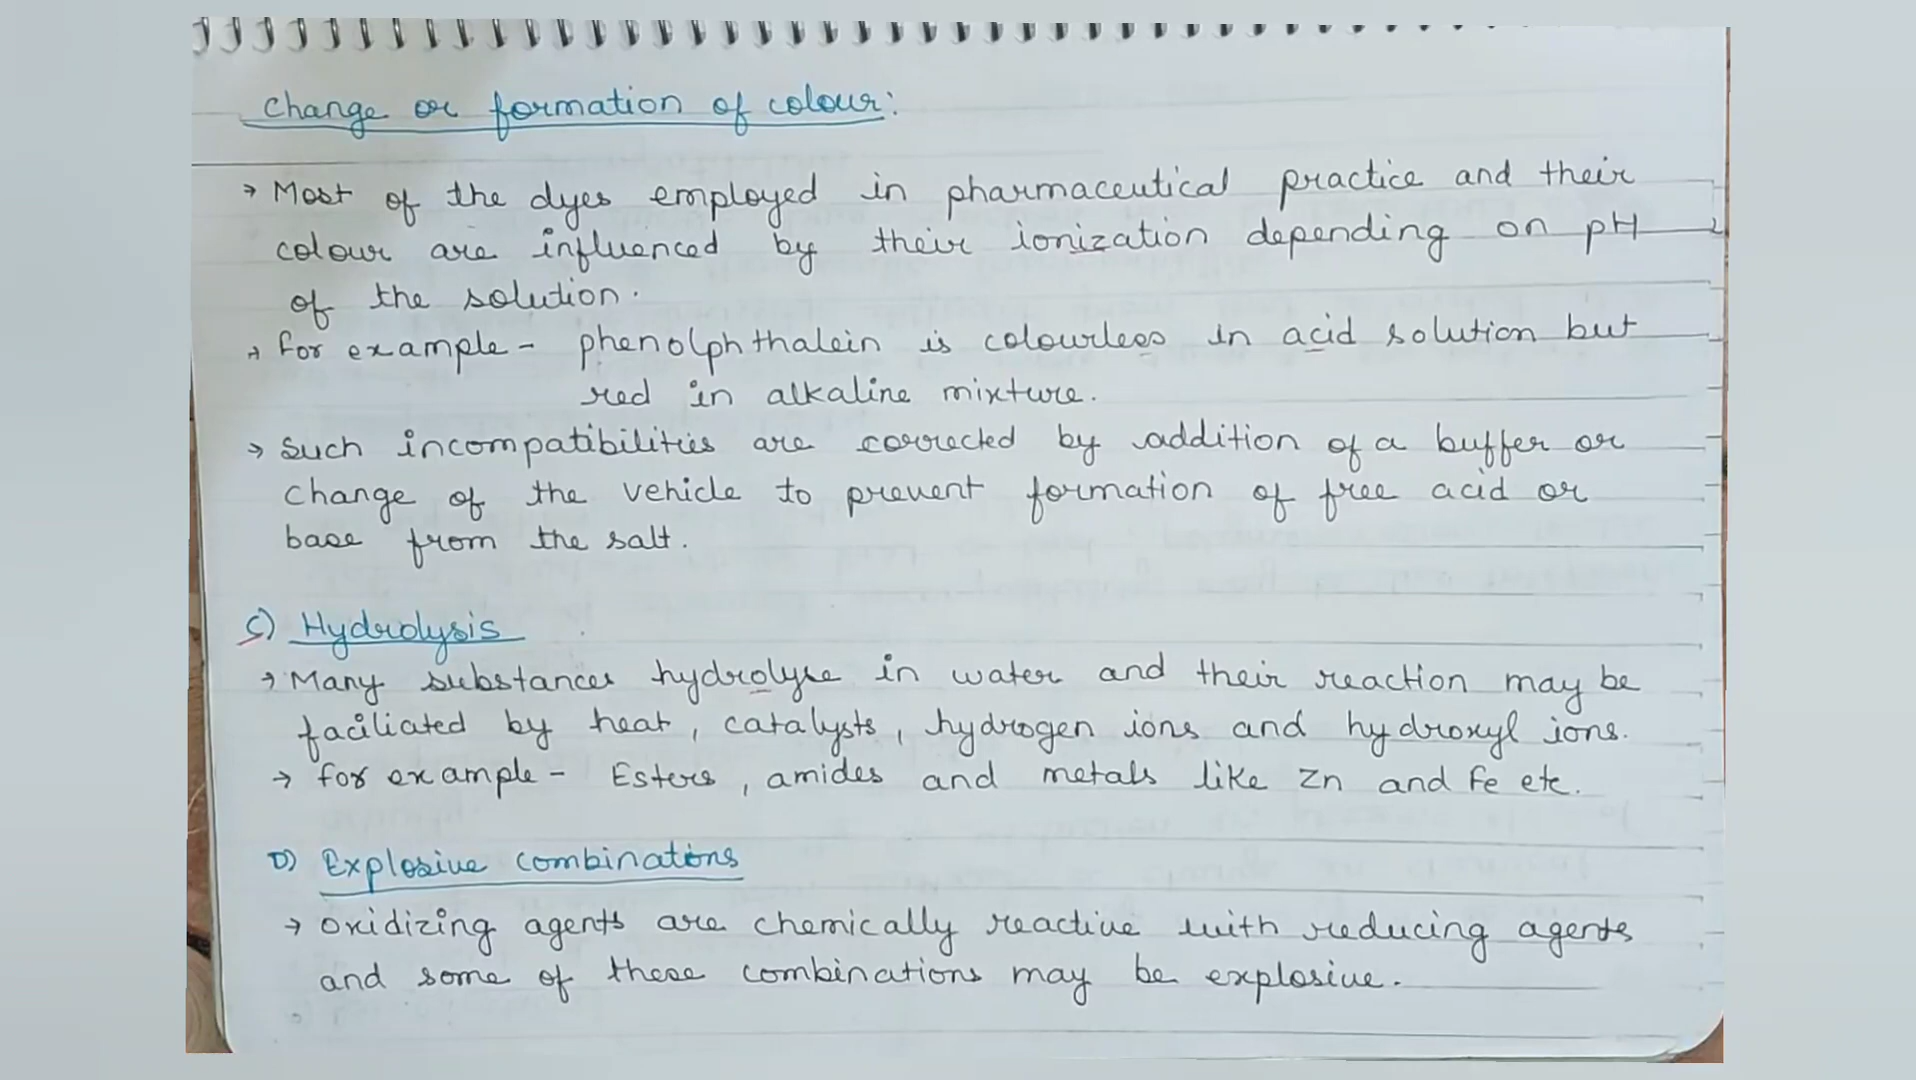 Change or formation of colour:
→ Most of the dyes employed in pharmaceutical practice and their
colour are influenced by their ionization depending on pH
of the solution.
→ for example - phenolphthalein is colourless in acid solution but
red in alkaline mixture.
→ Such incompatibilities are corrected by addition of a buffer or
change of the vehicle to prevent formation of free acid or
base from the salt.
C) Hydrolysis
→ Many substances hydrolyse in water and their reaction may be
faciliated by heat, catalysts, hydrogen ions and hydroxyl ions.
→ for example - Esters, amides and metals like Zn and Fe etc.
D) Explosive combinations
→ Oxidizing agents are chemically reactive with reducing agents
and some of these combinations may be explosive.